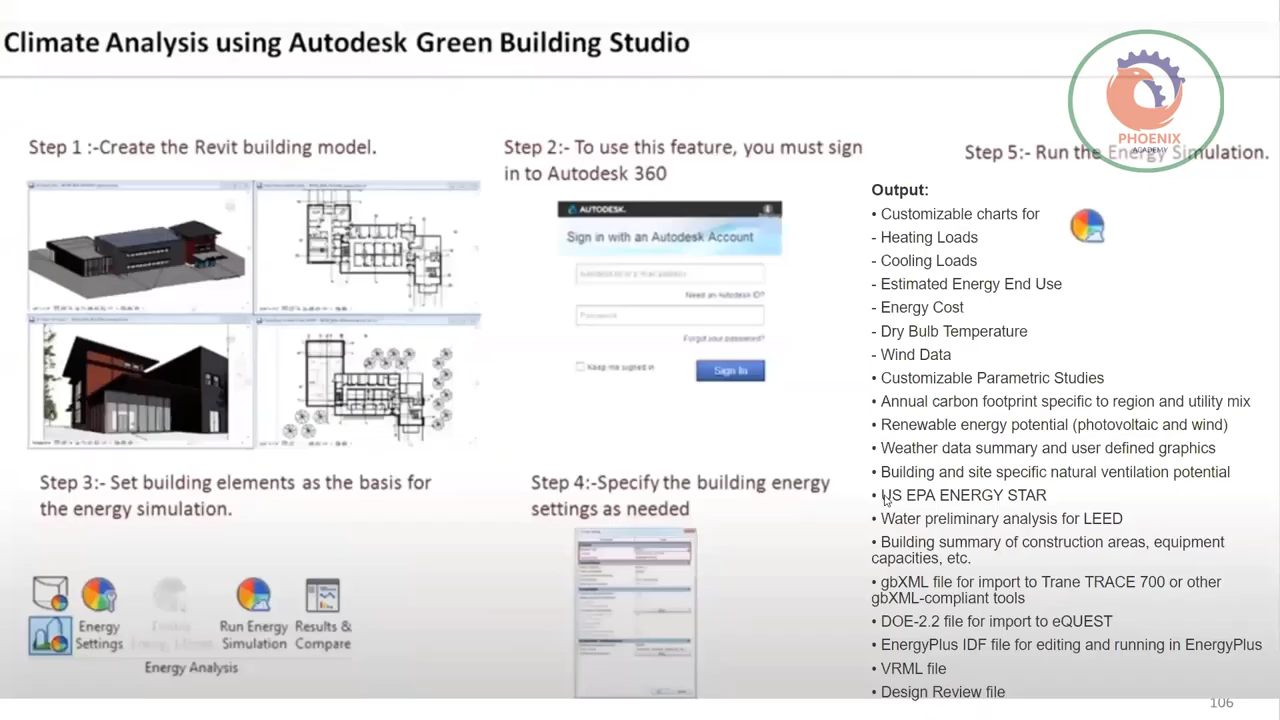 Climate Analysis using Autodesk Green Building Studio
PHOENIX
ACADEMY
Step 1 :-Create the Revit building model.
Step 2:- To use this feature, you must sign
in to Autodesk 360
AUTODESK.
Sign in with an Autodesk Account
Need an Autodesk ID?
Password
Forgot your password?
Keep me signed in
Sign In
Step 3:- Set building elements as the basis for
the energy simulation.
Energy
Settings
Run Energy
Simulation
Results &
Compare
Energy Analysis
Step 4:-Specify the building energy
settings as needed
Step 5:- Run the Energy Simulation.
Output:
• Customizable charts for
- Heating Loads
- Cooling Loads
- Estimated Energy End Use
- Energy Cost
- Dry Bulb Temperature
- Wind Data
• Customizable Parametric Studies
• Annual carbon footprint specific to region and utility mix
• Renewable energy potential (photovoltaic and wind)
• Weather data summary and user defined graphics
• Building and site specific natural ventilation potential
• US EPA ENERGY STAR
• Water preliminary analysis for LEED
• Building summary of construction areas, equipment
capacities, etc.
• gbXML file for import to Trane TRACE 700 or other
gbXML-compliant tools
• DOE-2.2 file for import to eQUEST
• EnergyPlus IDF file for editing and running in EnergyPlus
• VRML file
• Design Review file
106